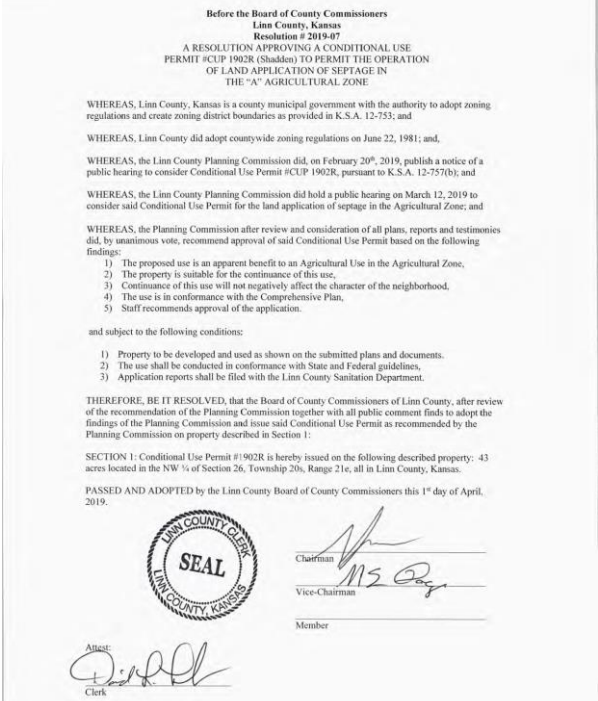 Before the Board of County Commissioners
Linn County, Kansas
Resolution # 2019-07
A RESOLUTION APPROVING A CONDITIONAL USE
PERMIT #CUP 1902R (Shadden) TO PERMIT THE OPERATION
OF LAND APPLICATION OF SEPTAGE IN
THE "A" AGRICULTURAL ZONE
WHEREAS, Linn County, Kansas is a county municipal government with the authority to adopt zoning
regulations and create zoning district boundaries as provided in K.S.A. 12-753; and
WHEREAS, Linn County did adopt countywide zoning regulations on June 22, 1981; and,
WHEREAS, the Linn County Planning Commission did, on February 20th, 2019, publish a notice of a
public hearing to consider Conditional Use Permit #CUP 1902R, pursuant to K.S.A. 12-757(b); and
WHEREAS, the Linn County Planning Commission did hold a public hearing on March 12, 2019 to
consider said Conditional Use Permit for the land application of septage in the Agricultural Zone; and
WHEREAS, the Planning Commission after review and consideration of all plans, reports and testimonies
did, by unanimous vote, recommend approval of said Conditional Use Permit based on the following
findings:
1) The proposed use is an apparent benefit to an Agricultural Use in the Agricultural Zone,
2) The property is suitable for the continuance of this use,
3) Continuance of this use will not negatively affect the character of the neighborhood,
4) The use is in conformance with the Comprehensive Plan,
5) Staff recommends approval of the application.
and subject to the following conditions:
1) Property to be developed and used as shown on the submitted plans and documents.
2) The use shall be conducted in conformance with State and Federal guidelines,
3) Application reports shall be filed with the Linn County Sanitation Department.
THEREFORE, BE IT RESOLVED, that the Board of County Commissioners of Linn County, after review
of the recommendation of the Planning Commission together with all public comment finds to adopt the
findings of the Planning Commission and issue said Conditional Use Permit as recommended by the
Planning Commission on property described in Section 1:
SECTION 1: Conditional Use Permit #1902R is hereby issued on the following described property: 43
acres located in the NW ¼ of Section 26, Township 20s, Range 21e, all in Linn County, Kansas.
PASSED AND ADOPTED by the Linn County Board of County Commissioners this 1st day of April,
2019.
LINN COUNTY CLERK
SEAL
LINN COUNTY, KANSAS
Chairman
Vice-Chairman
Member
Attest:
Clerk